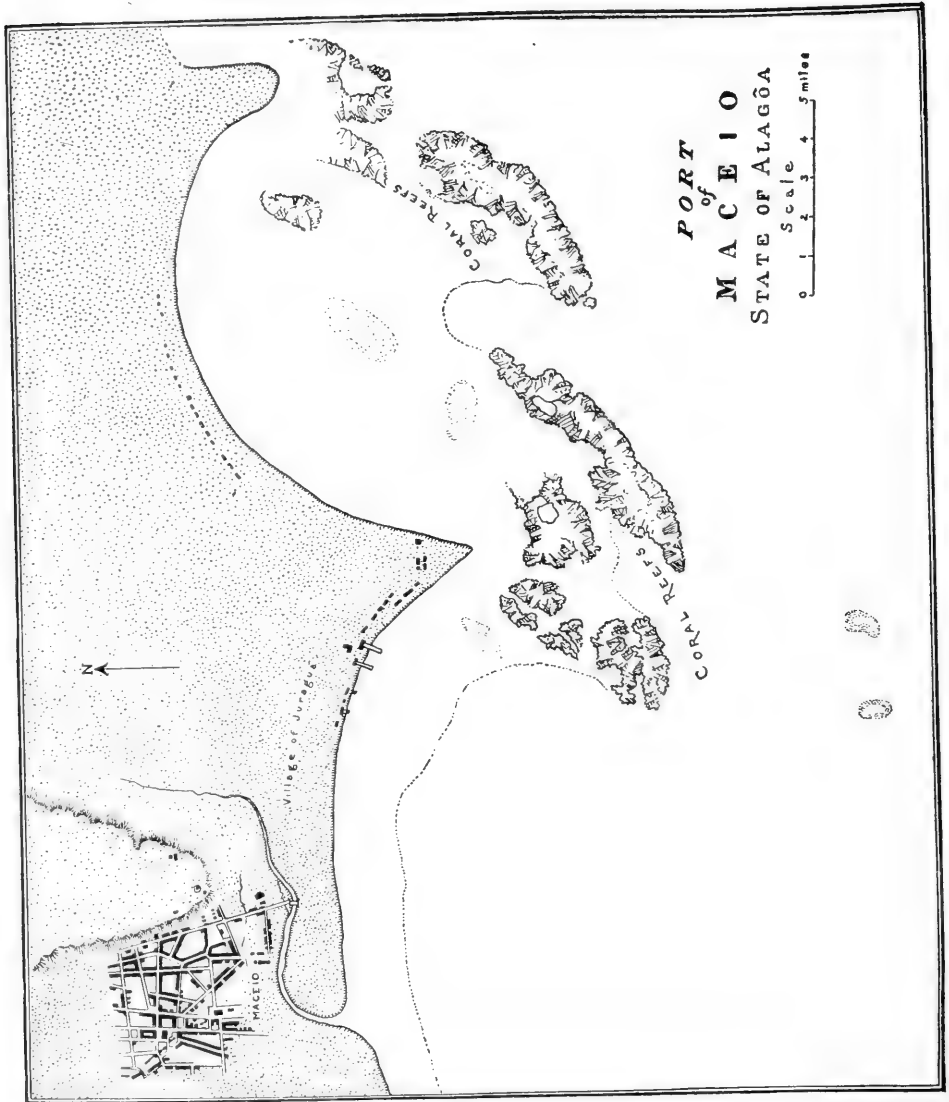 PORT
of
MACEIO
STATE OF ALAGÔA
Scale
0 1 2 3 4 5 miles
CORAL REEFS
CORAL REEFS
N
Village of Juragua
MACEIO